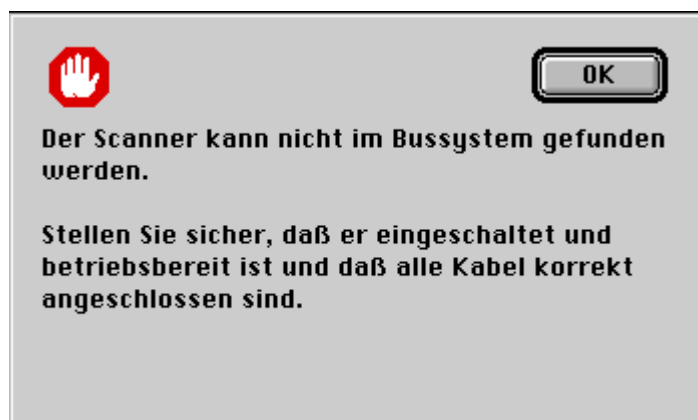 OK
Der Scanner kann nicht im Bussystem gefunden
werden.
Stellen Sie sicher, daß er eingeschaltet und
betriebsbereit ist und daß alle Kabel korrekt
angeschlossen sind.